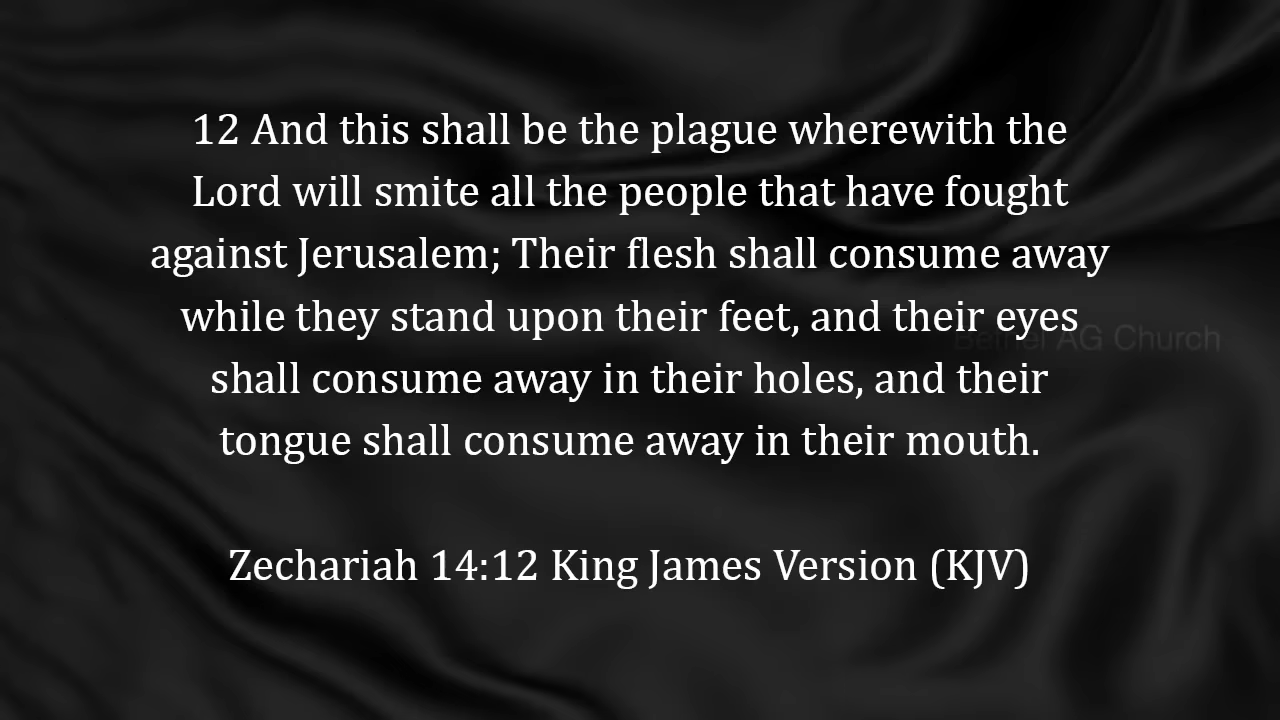 12 And this shall be the plague wherewith the
Lord will smite all the people that have fought
against Jerusalem; Their flesh shall consume away
while they stand upon their feet, and their eyes
Bethel AG Church
shall consume away in their holes, and their
tongue shall consume away in their mouth.
Zechariah 14:12 King James Version (KJV)